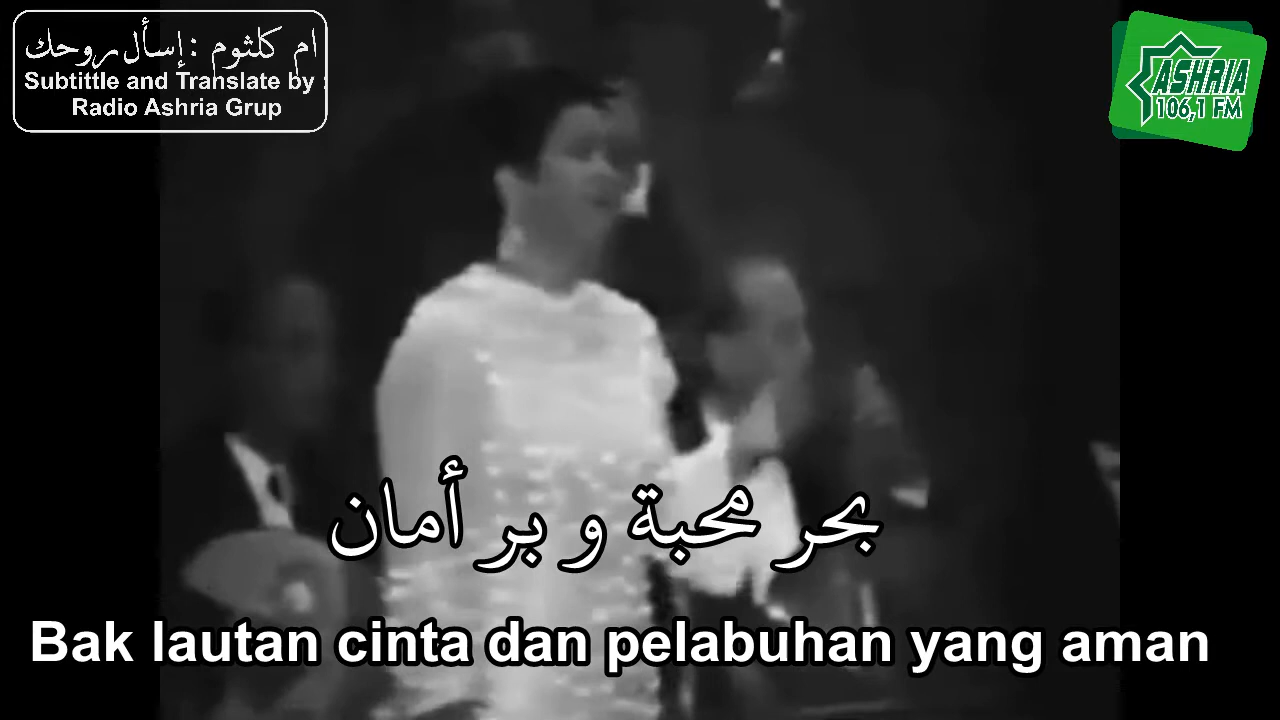 ام كلثوم : إسأل روحك
Subtittle and Translate by :
Radio Ashria Grup
ASHRIA
106,1 FM
بحر محبة و بر أمان
Bak lautan cinta dan pelabuhan yang aman